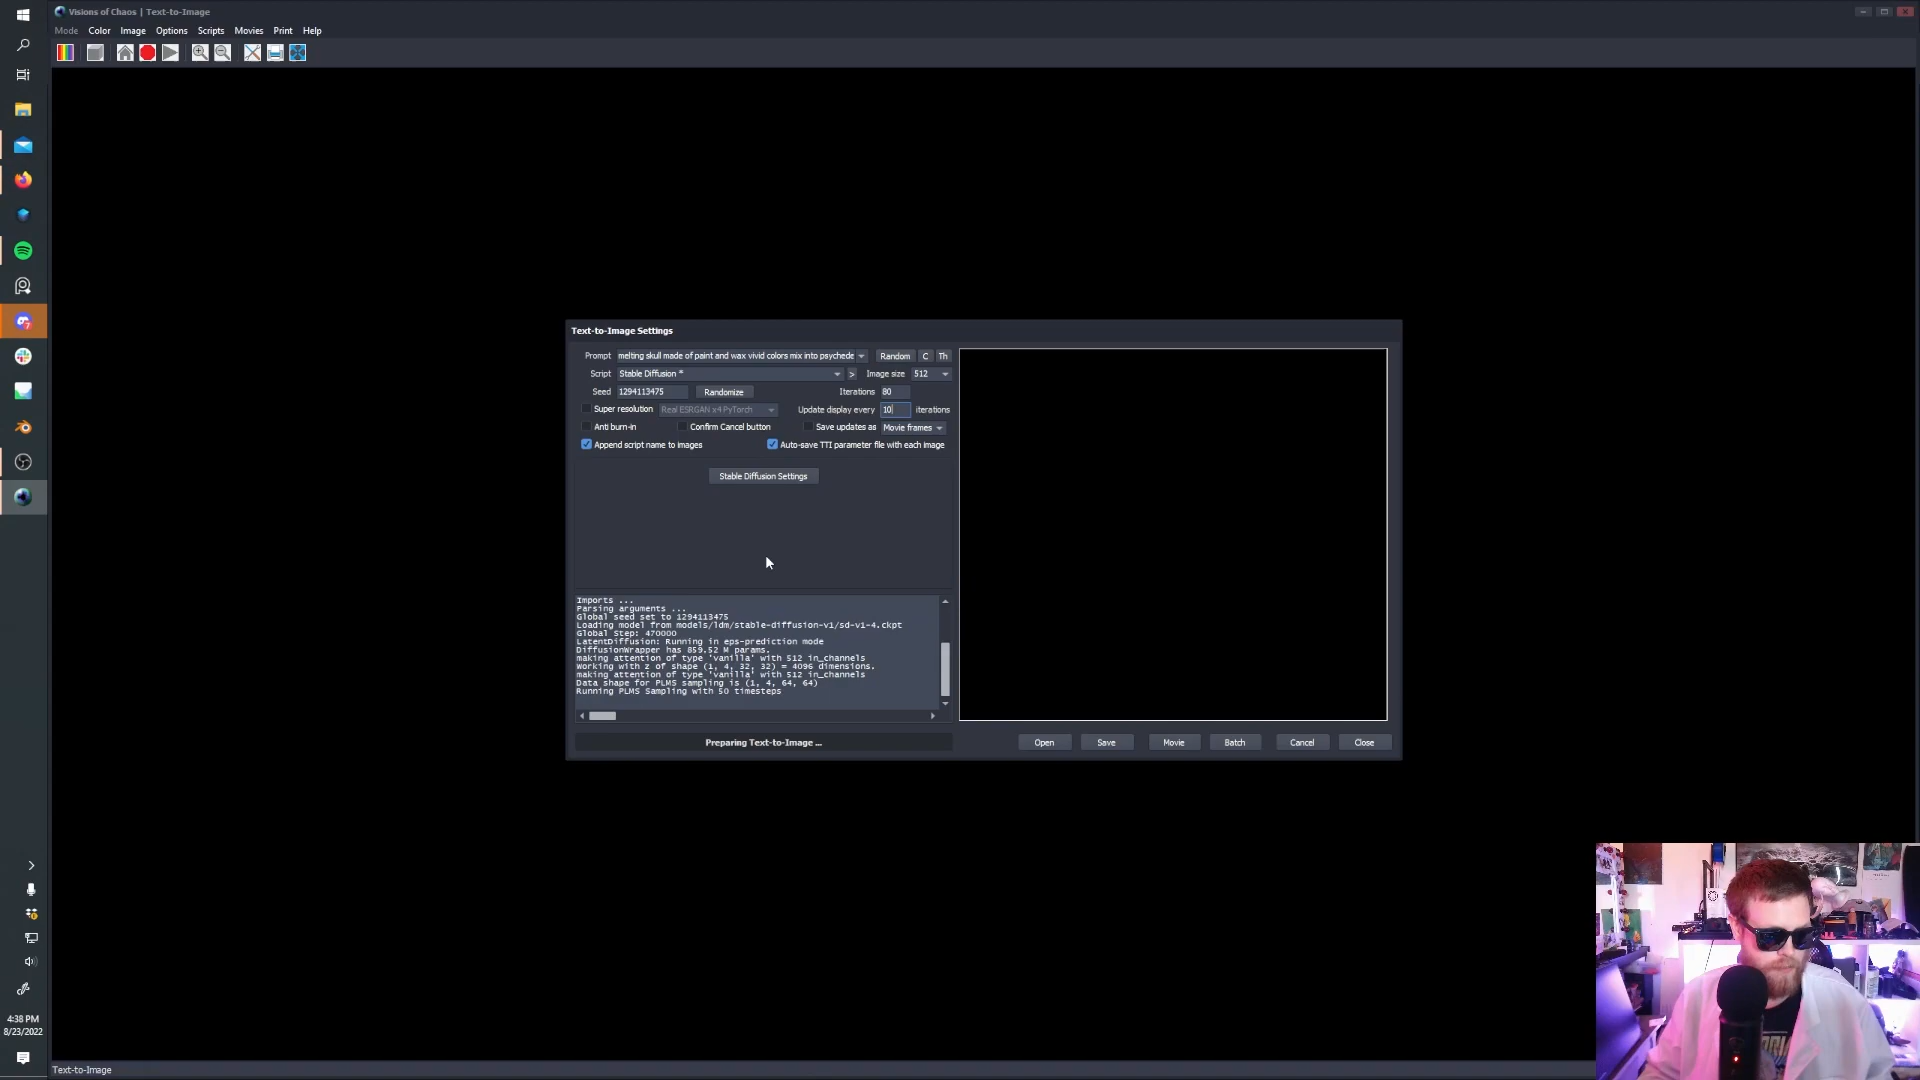 Visions of Chaos | Text-to-Image
Mode Color Image Options Scripts Movies Print Help
Text-to-Image Settings
Prompt melting skull made of paint and wax vivid colors mix into psychede Random C Th
Script Stable Diffusion * > Image size 512
Seed 1294113475 Randomize Iterations 80
Super resolution Real ESRGAN x4 PyTorch Update display every 10 iterations
Anti burn-in Confirm Cancel button Save updates as Movie frames
Append script name to images Auto-save TTI parameter file with each image
Stable Diffusion Settings
Imports ...
Parsing arguments ...
Global seed set to 1294113475
Loading model from models/ldm/stable-diffusion-v1/sd-v1-4.ckpt
Global Step: 470000
LatentDiffusion: Running in eps-prediction mode
DiffusionWrapper has 859.52 M params.
making attention of type 'vanilla' with 512 in_channels
Working with z of shape (1, 4, 32, 32) = 4096 dimensions.
making attention of type 'vanilla' with 512 in_channels
Data shape for PLMS sampling is (1, 4, 64, 64)
Running PLMS Sampling with 50 timesteps
Preparing Text-to-Image ...
Open Save Movie Batch Cancel Close
4:38 PM
8/23/2022
Text-to-Image